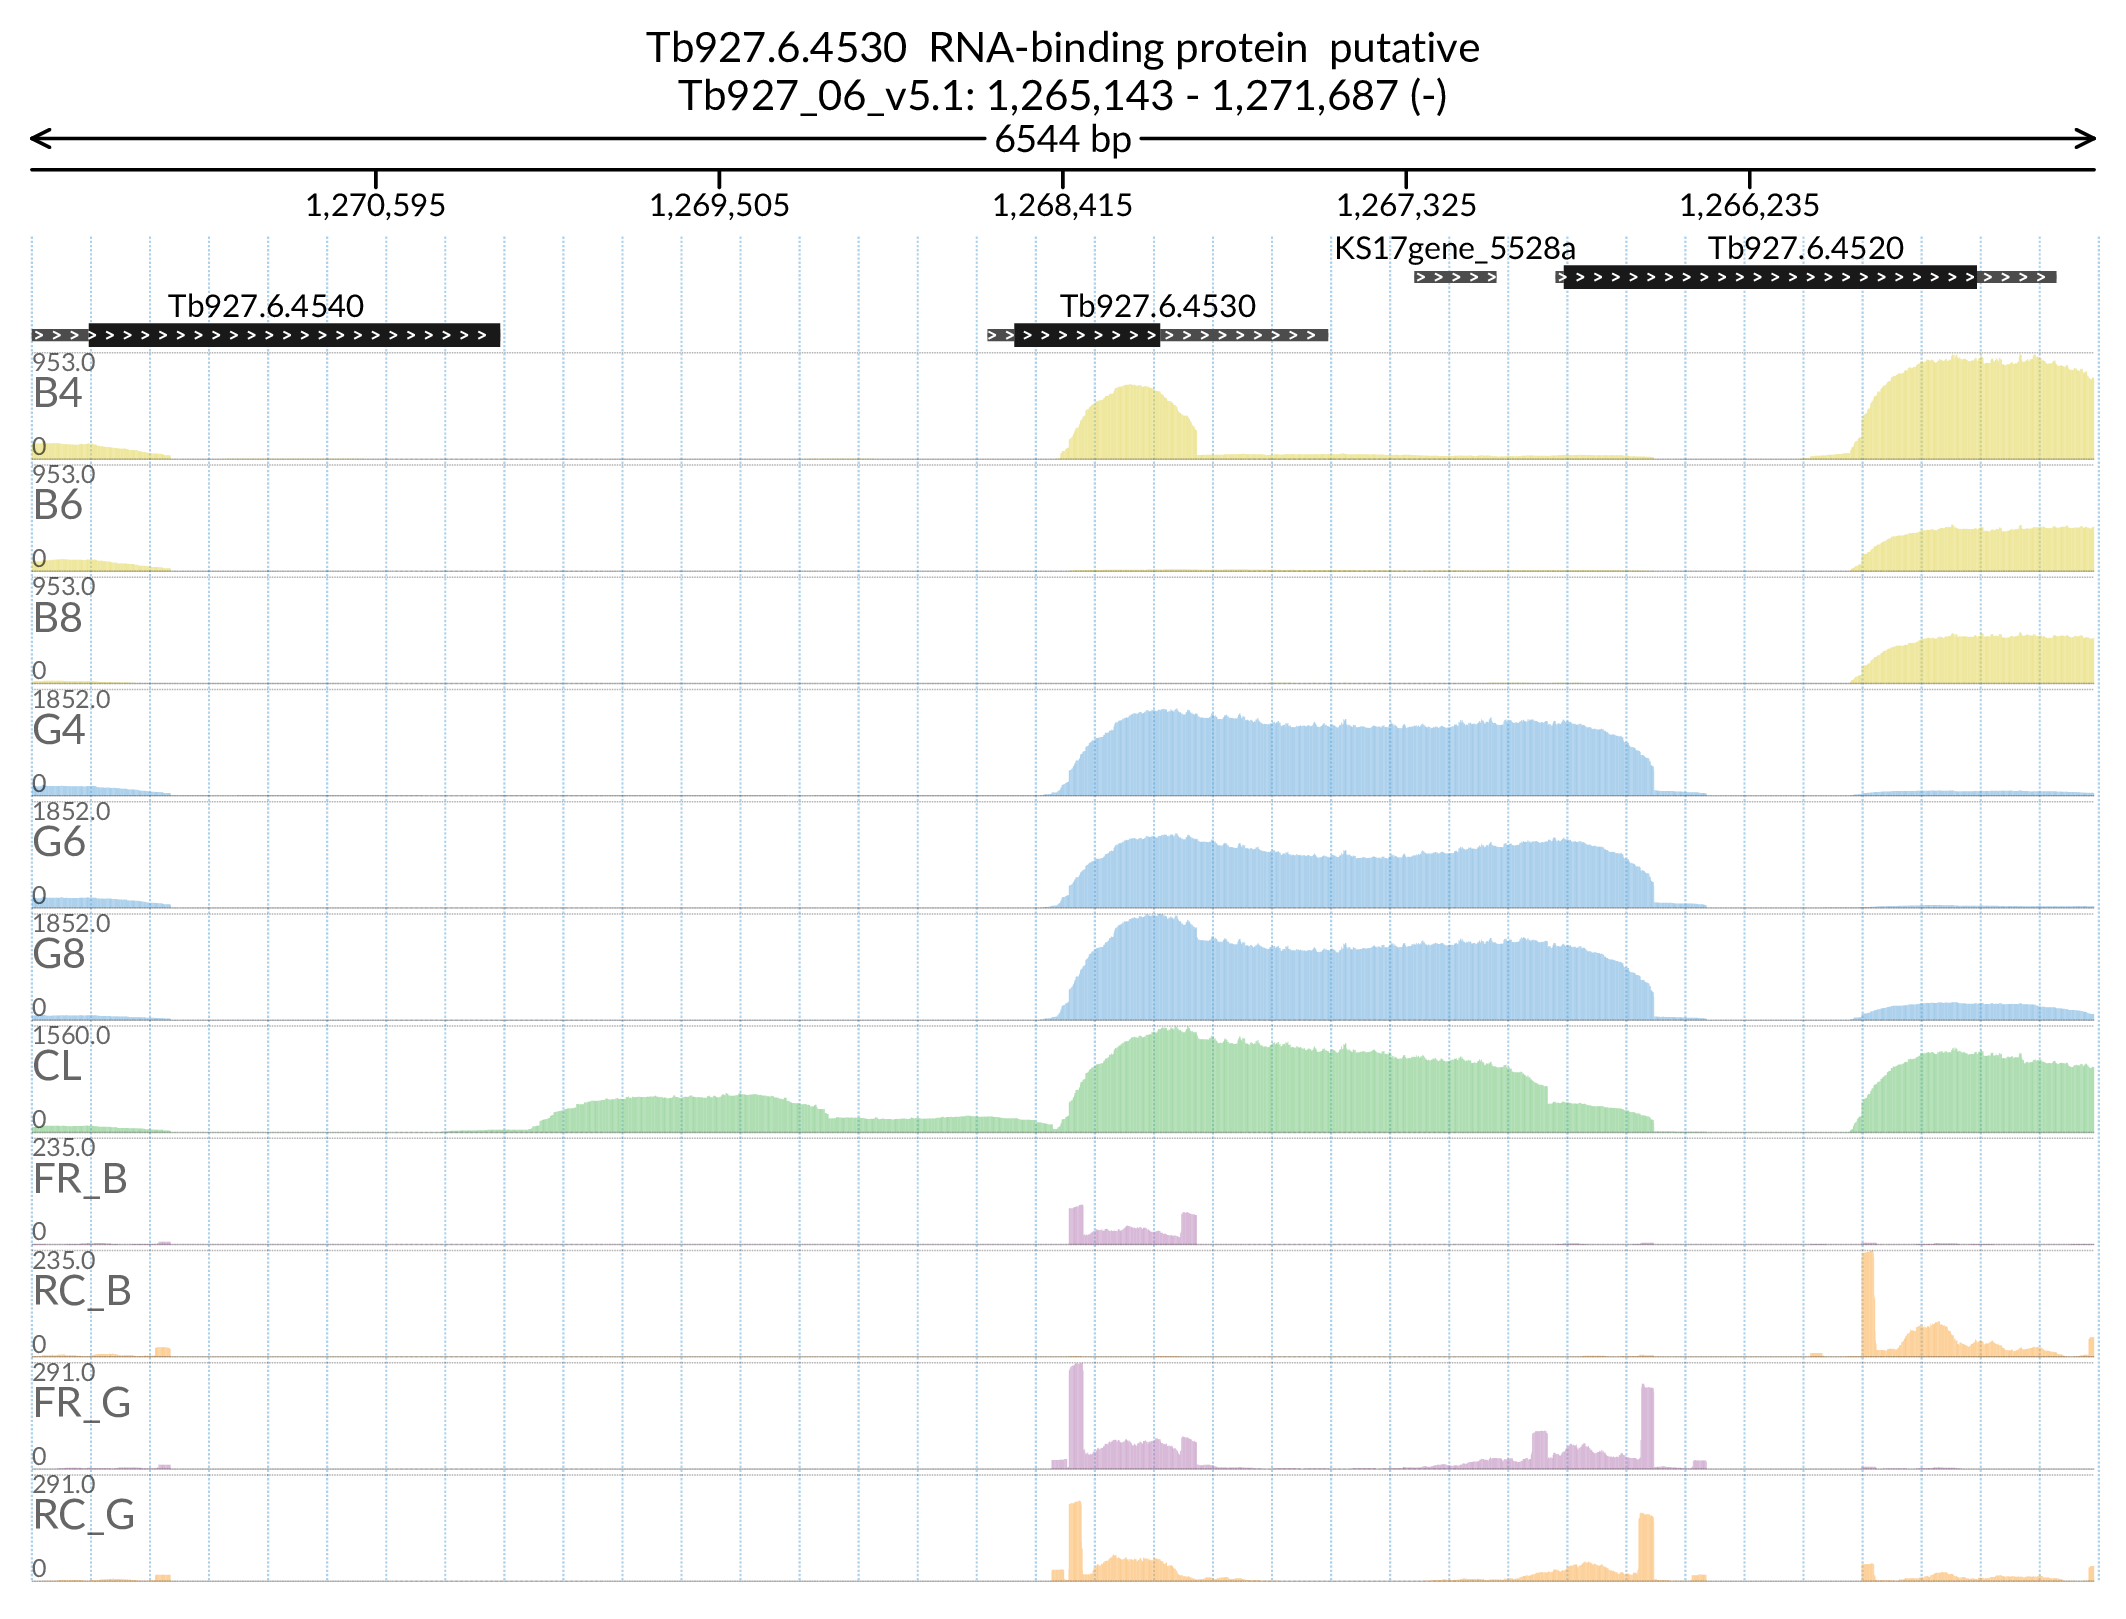 Tb927.6.4530 RNA-binding protein putative
Tb927_06_v5.1: 1,265,143 - 1,271,687 (-)
6544 bp
1,270,595 1,269,505 1,268,415 1,267,325 1,266,235
KS17gene_5528a Tb927.6.4520
Tb927.6.4540 Tb927.6.4530
953.0
B4
0
953.0
B6
0
953.0
B8
0
1852.0
G4
0
1852.0
G6
0
1852.0
G8
0
1560.0
CL
0
235.0
FR_B
0
235.0
RC_B
0
291.0
FR_G
0
291.0
RC_G
0